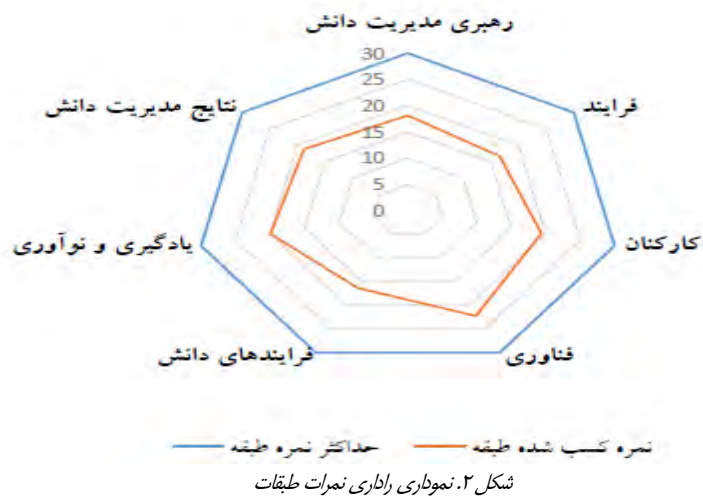 رهبری مدیریت دانش
30
25
نتایج مدیریت دانش
20
فرایند
15
10
5
0
یادگیری و نوآوری
کارکنان
فرایندهای دانش
فناوری
حداکثر نمره طبقه
نمره کسب شده طبقه
شکل ۲. نموداری راداری نمرات طبقات